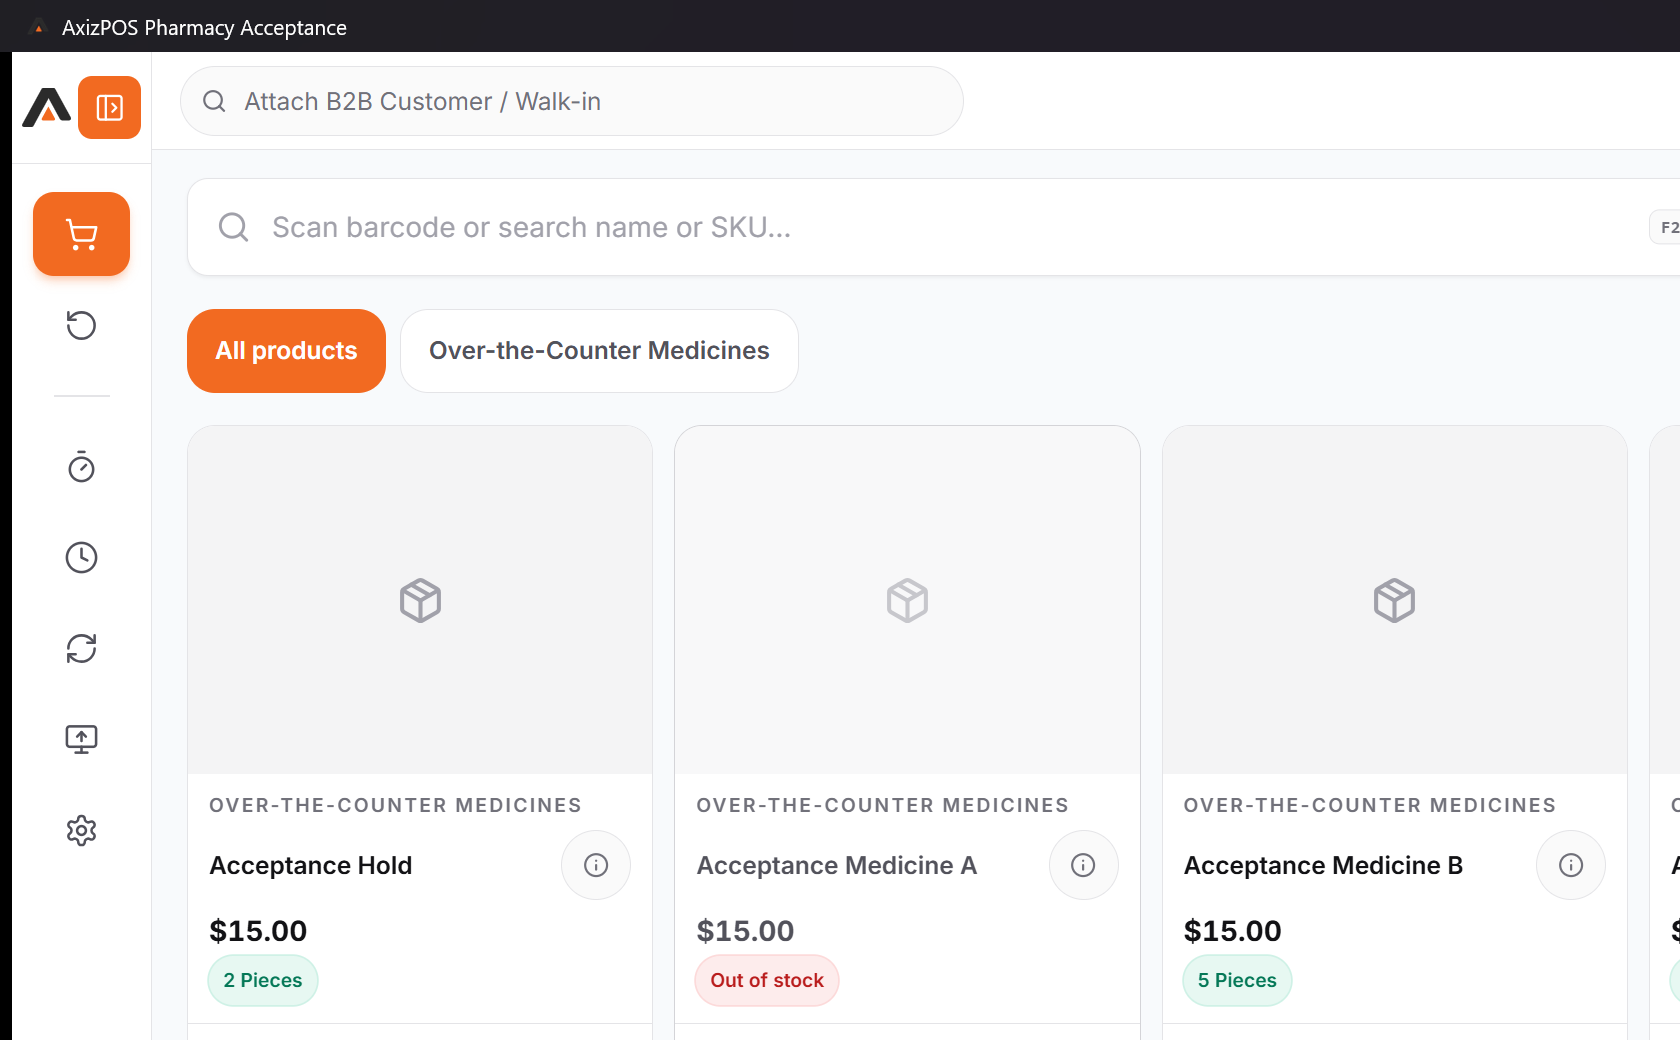 AxizPOS Pharmacy Acceptance
Attach B2B Customer / Walk-in
Scan barcode or search name or SKU...
F2
All products
Over-the-Counter Medicines
OVER-THE-COUNTER MEDICINES
Acceptance Hold
$15.00
2 Pieces
OVER-THE-COUNTER MEDICINES
Acceptance Medicine A
$15.00
Out of stock
OVER-THE-COUNTER MEDICINES
Acceptance Medicine B
$15.00
5 Pieces